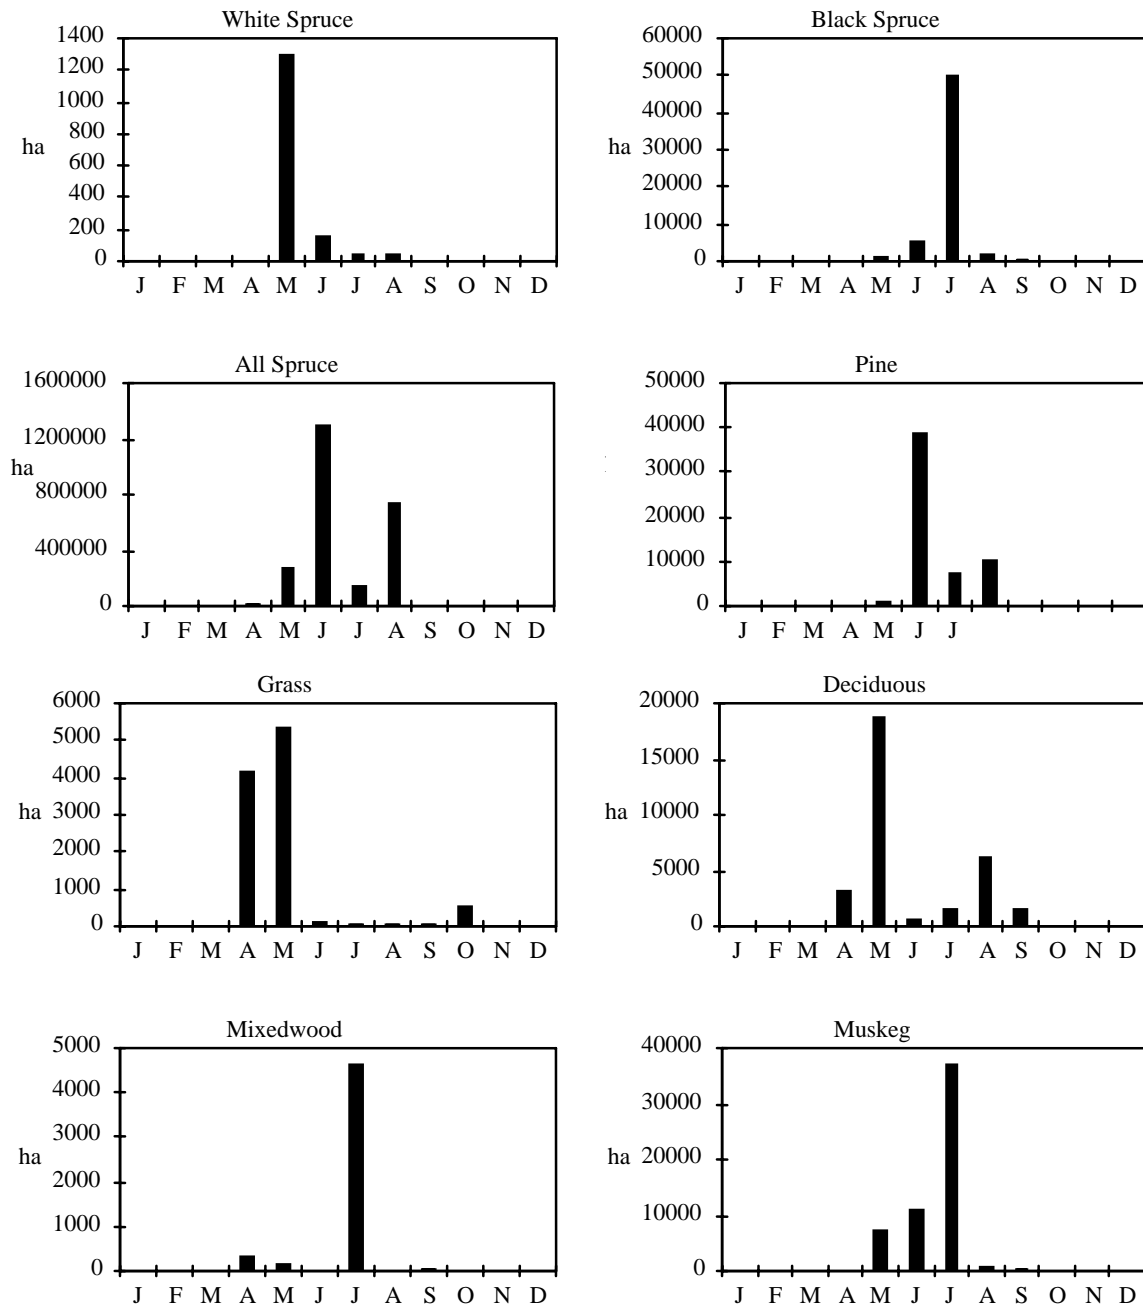 White Spruce
1400
1200
1000
800
ha
600
400
200
0
J F M A M J J A S O N D
Black Spruce
60000
50000
40000
ha
30000
20000
10000
0
J F M A M J J A S O N D
All Spruce
1600000
1200000
ha
800000
400000
0
J F M A M J J A S O N D
Pine
50000
40000
30000
20000
10000
0
J F M A M J J
Grass
6000
5000
4000
ha
3000
2000
1000
0
J F M A M J J A S O N D
Deciduous
20000
15000
ha
10000
5000
0
J F M A M J J A S O N D
Mixedwood
5000
4000
3000
ha
2000
1000
0
J F M A M J J A S O N D
Muskeg
40000
30000
ha
20000
10000
0
J F M A M J J A S O N D